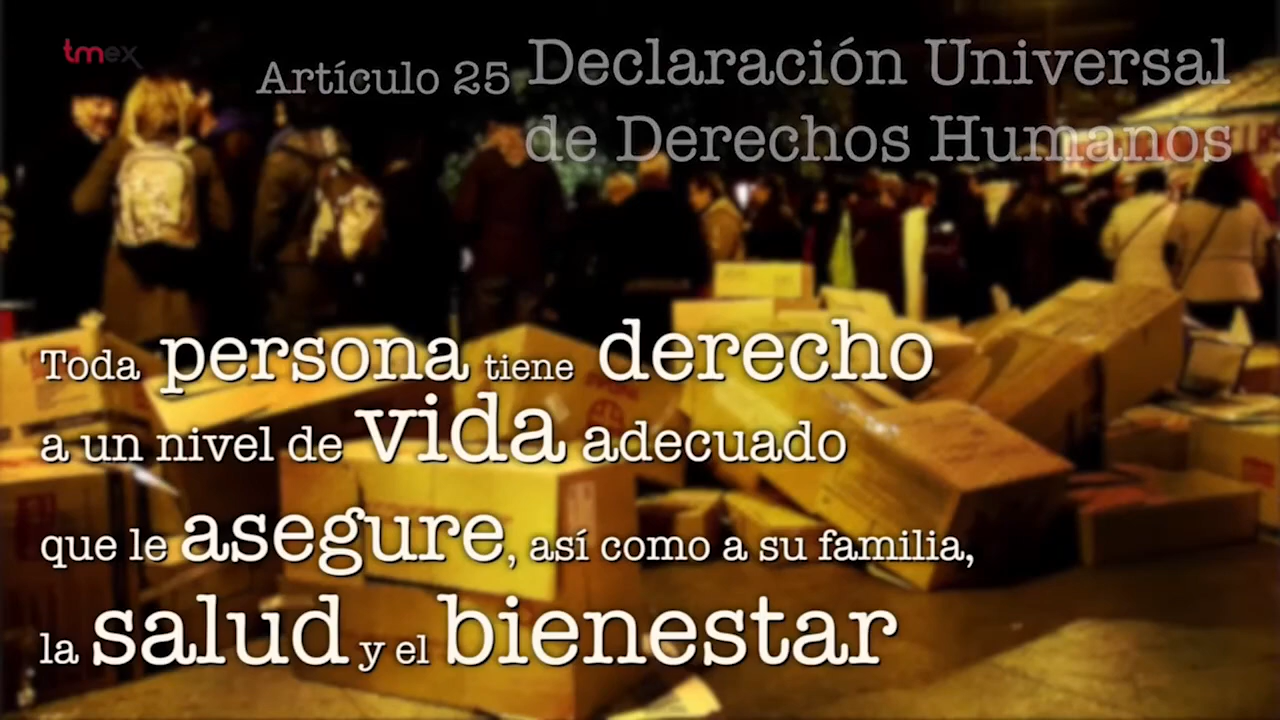 tmex
Artículo 25 Declaración Universal
de Derechos Humanos
Toda persona tiene derecho
a un nivel de vida adecuado
que le asegure, así como a su familia,
la salud y el bienestar